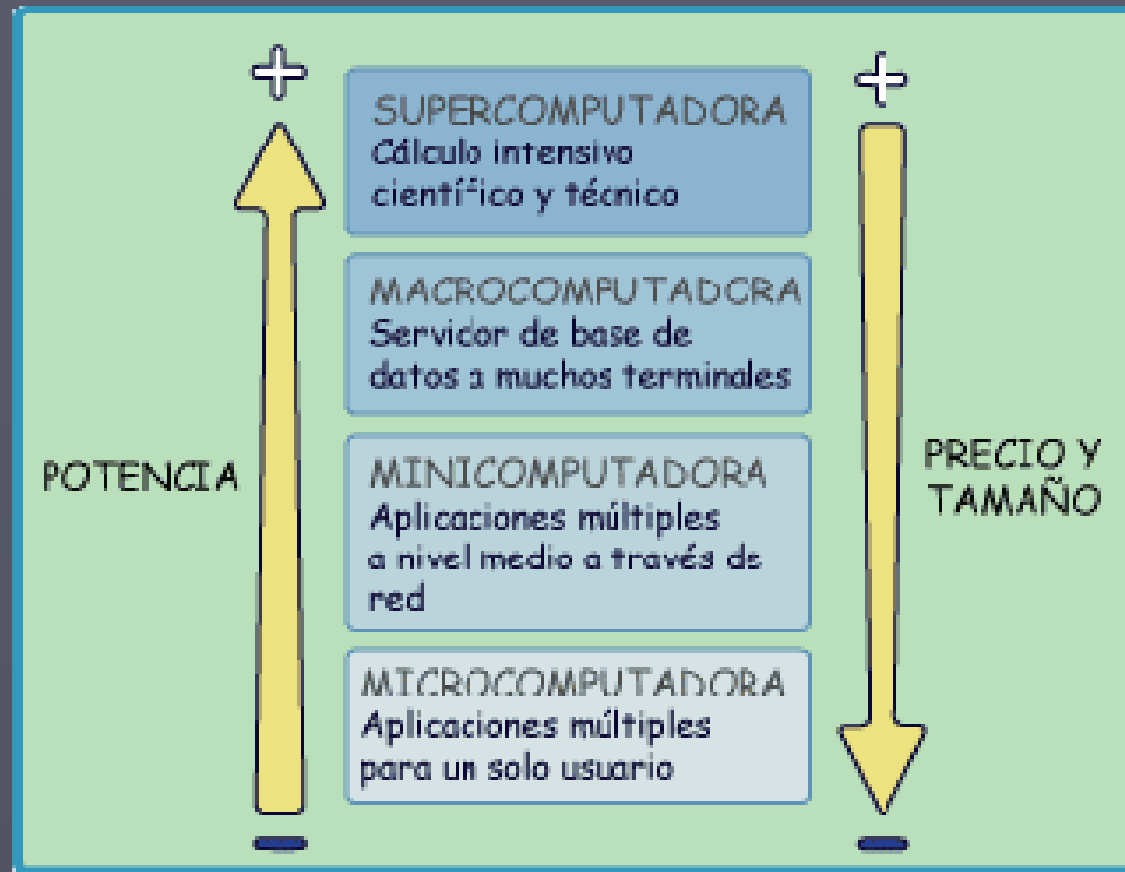 +
+
SUPERCOMPUTADORA
Cálculo intensivo
científico y técnico
MACROCOMPUTADORA
Servidor de base de
datos a muchos terminales
POTENCIA
MINICOMPUTADORA
Aplicaciones múltiples
a nivel medio a través de
red
PRECIO Y
TAMAÑO
MICROCOMPUTADORA
Aplicaciones múltiples
para un solo usuario
-
-